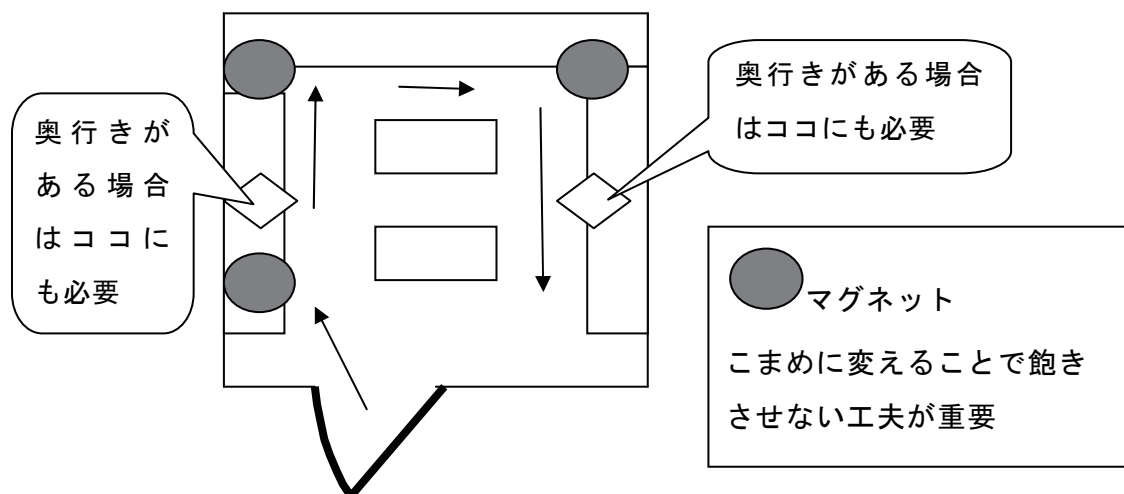 奥行きが
ある場合
はココに
も必要
奥行きがある場合
はココにも必要
マグネット
こまめに変えることで飽き
させない工夫が重要